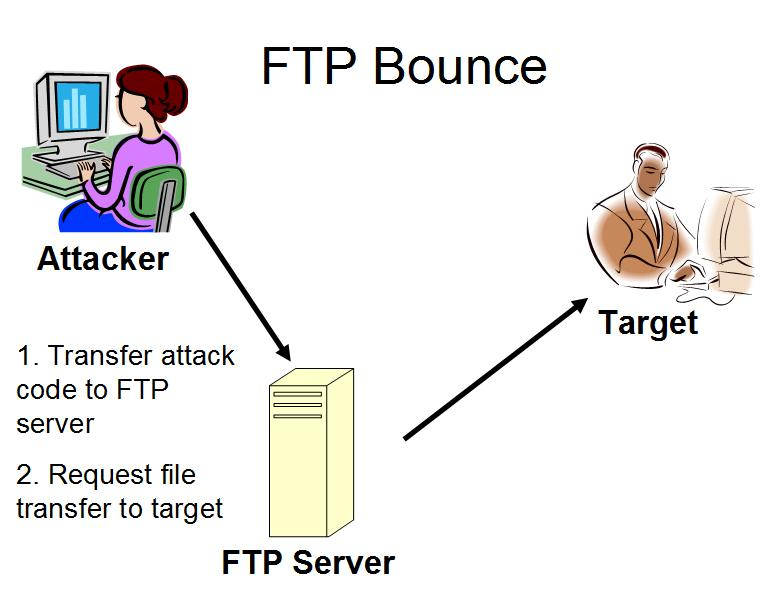 FTP Bounce
Attacker
Target
1. Transfer attack
code to FTP
server
2. Request file
transfer to target
FTP Server